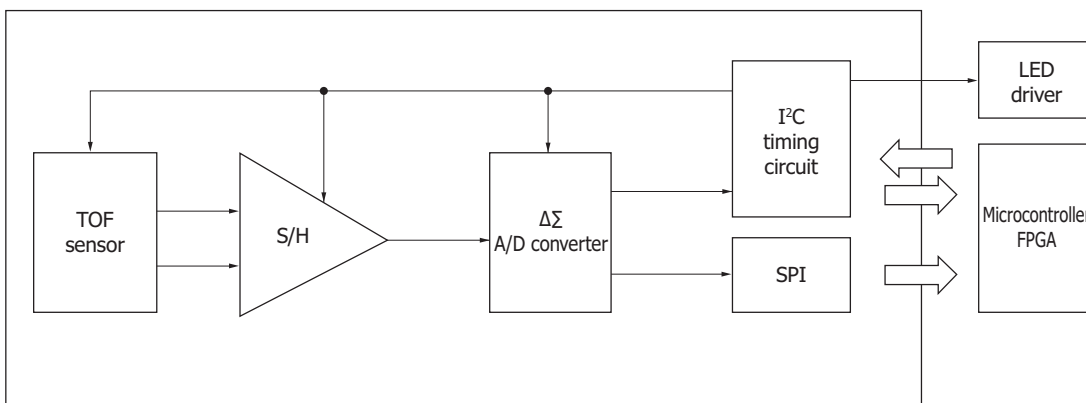 LED
driver
I²C
timing
circuit
TOF
sensor
S/H
ΔΣ
A/D converter
Microcontroller
FPGA
SPI